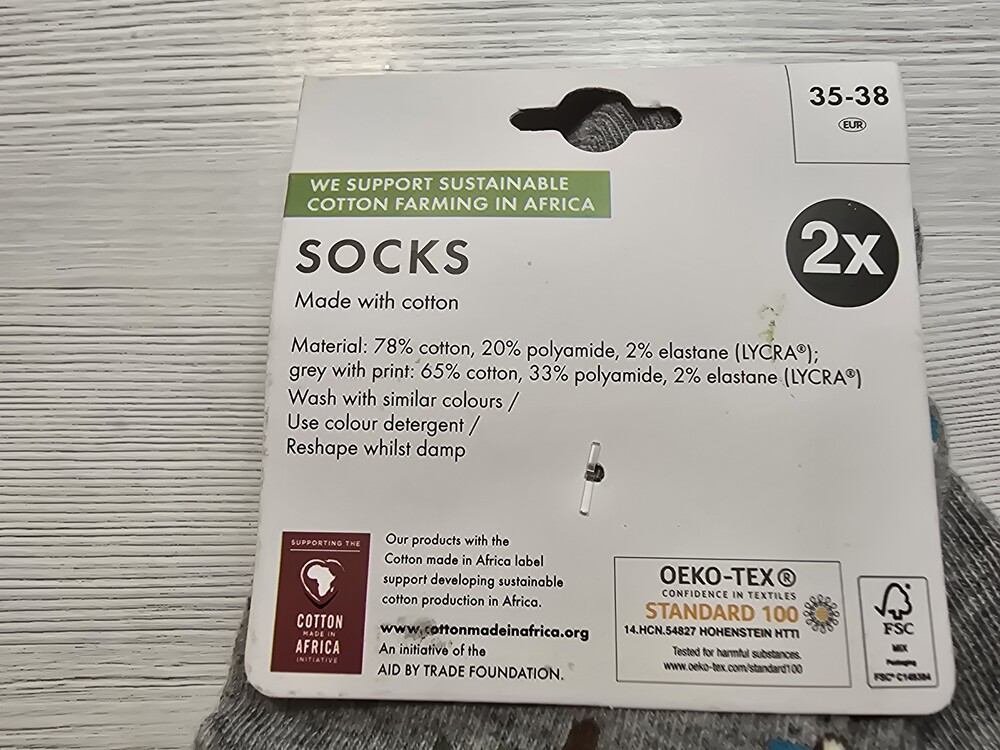 35-38
EUR
WE SUPPORT SUSTAINABLE
COTTON FARMING IN AFRICA
SOCKS
2x
Made with cotton
Material: 78% cotton, 20% polyamide, 2% elastane (LYCRA®);
grey with print: 65% cotton, 33% polyamide, 2% elastane (LYCRA®)
Wash with similar colours /
Use colour detergent /
Reshape whilst damp
SUPPORTING THE
COTTON
MADE IN
AFRICA
INITIATIVE
Our products with the
Cotton made in Africa label
support developing sustainable
cotton production in Africa.
www.cottonmadeinafrica.org
An initiative of the
AID BY TRADE FOUNDATION.
OEKO-TEX®
CONFIDENCE IN TEXTILES
STANDARD 100
14.HCN.54827 HOHENSTEIN HTTI
Tested for harmful substances.
www.oeko-tex.com/standard100
FSC
MIX
Packaging
FSC®